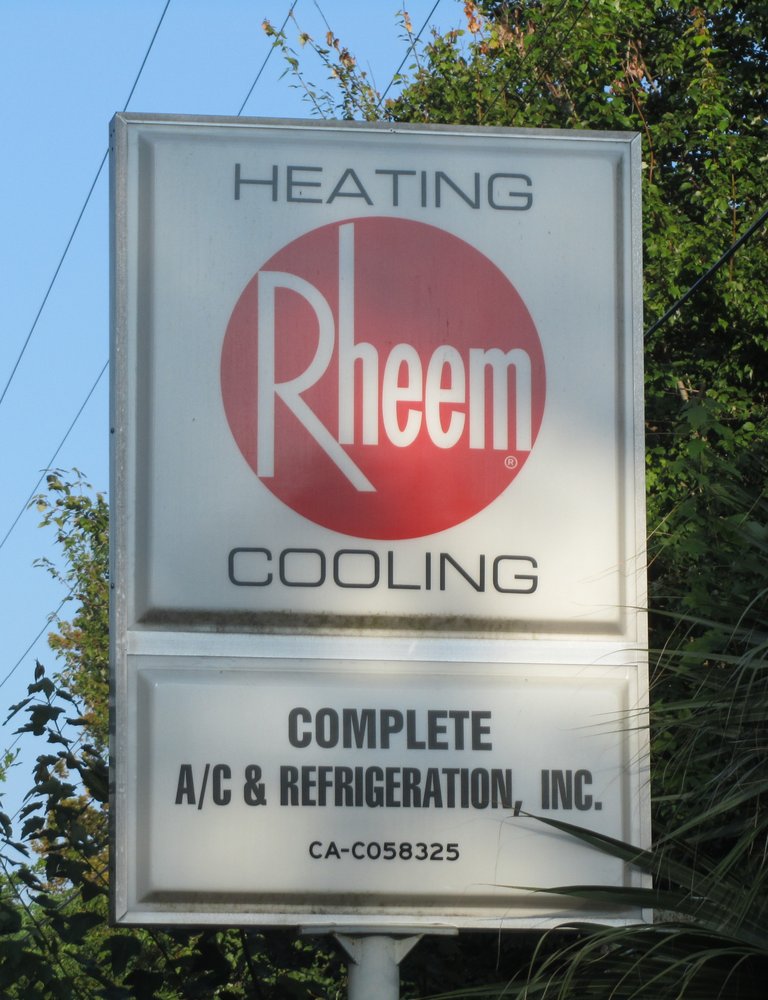 HEATING
Rheem®
COOLING
COMPLETE
A/C & REFRIGERATION, INC.
CA-C058325